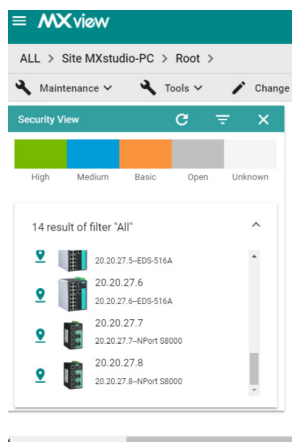 MXview
ALL > Site MXstudio-PC > Root >
Maintenance Tools Change
Security View
High Medium Basic Open Unknown
14 result of filter "All"
20.20.27.5--EDS-516A
20.20.27.6
20.20.27.6--EDS-516A
20.20.27.7
20.20.27.7--NPort S8000
20.20.27.8
20.20.27.8--NPort S8000